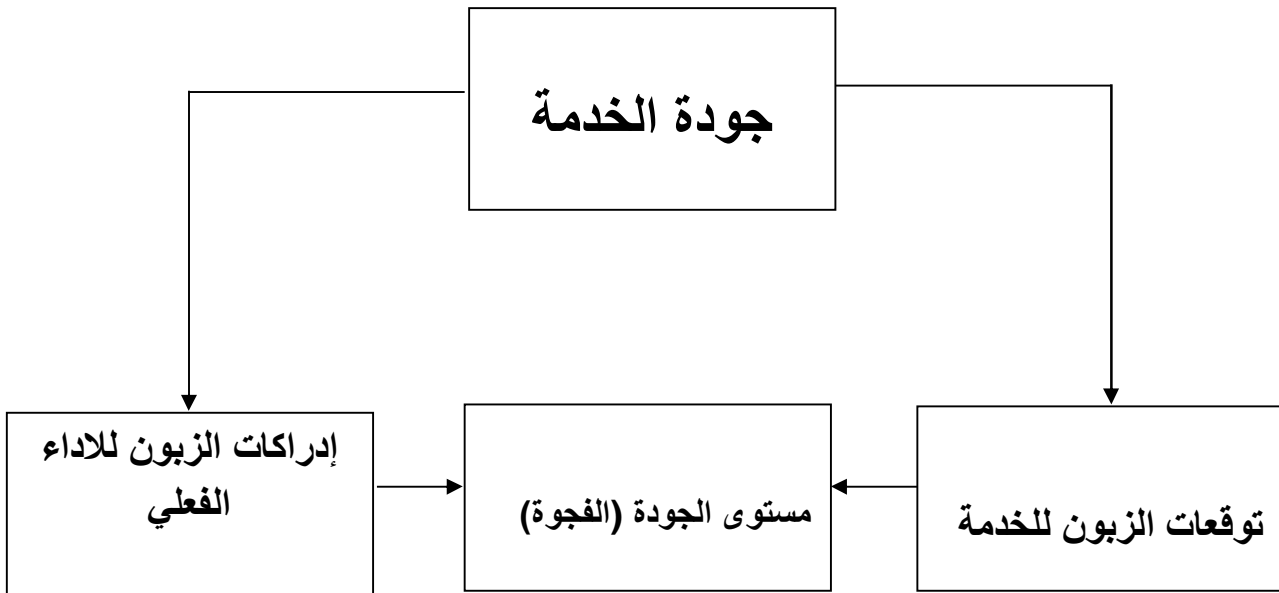 جودة الخدمة
توقعات الزبون للخدمة
مستوى الجودة (الفجوة)
إدراكات الزبون للاداء
الفعلي